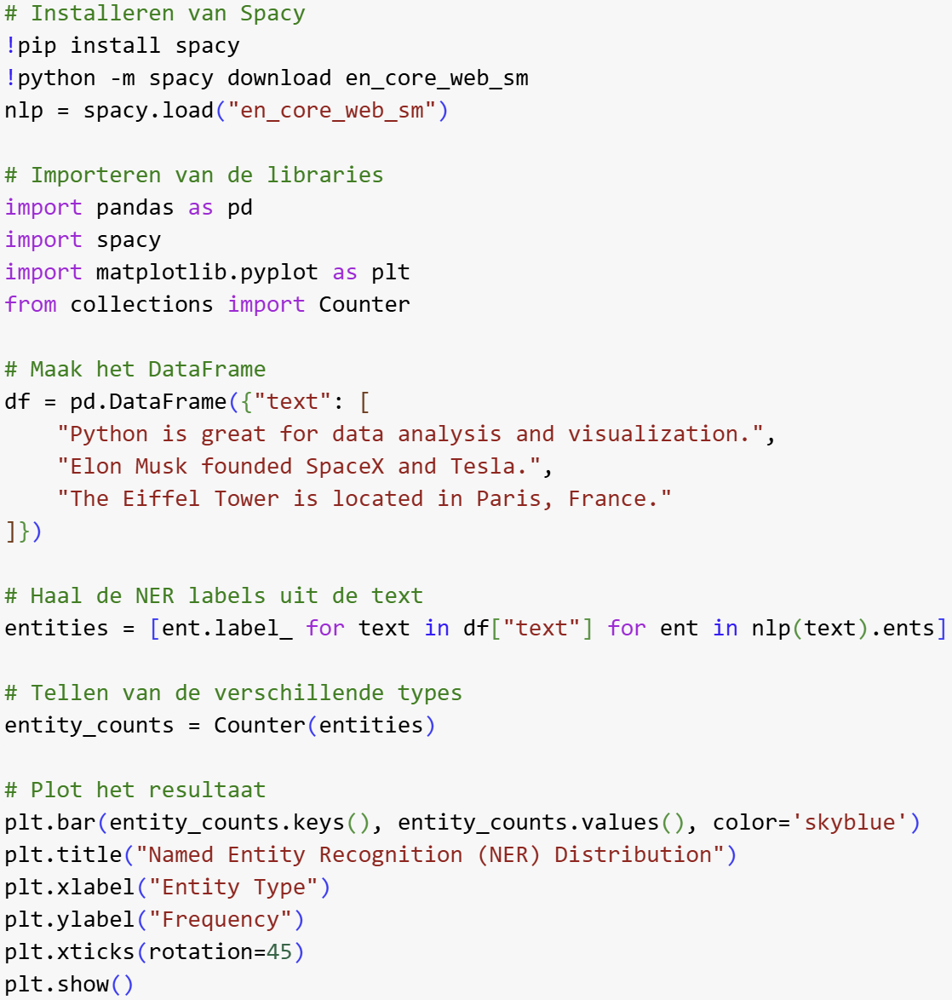 # Installeren van Spacy
!pip install spacy
!python -m spacy download en_core_web_sm
nlp = spacy.load("en_core_web_sm")

# Importeren van de libraries
import pandas as pd
import spacy
import matplotlib.pyplot as plt
from collections import Counter

# Maak het DataFrame
df = pd.DataFrame({"text": [
    "Python is great for data analysis and visualization.",
    "Elon Musk founded SpaceX and Tesla.",
    "The Eiffel Tower is located in Paris, France."
]})

# Haal de NER labels uit de text
entities = [ent.label_ for text in df["text"] for ent in nlp(text).ents]

# Tellen van de verschillende types
entity_counts = Counter(entities)

# Plot het resultaat
plt.bar(entity_counts.keys(), entity_counts.values(), color='skyblue')
plt.title("Named Entity Recognition (NER) Distribution")
plt.xlabel("Entity Type")
plt.ylabel("Frequency")
plt.xticks(rotation=45)
plt.show()